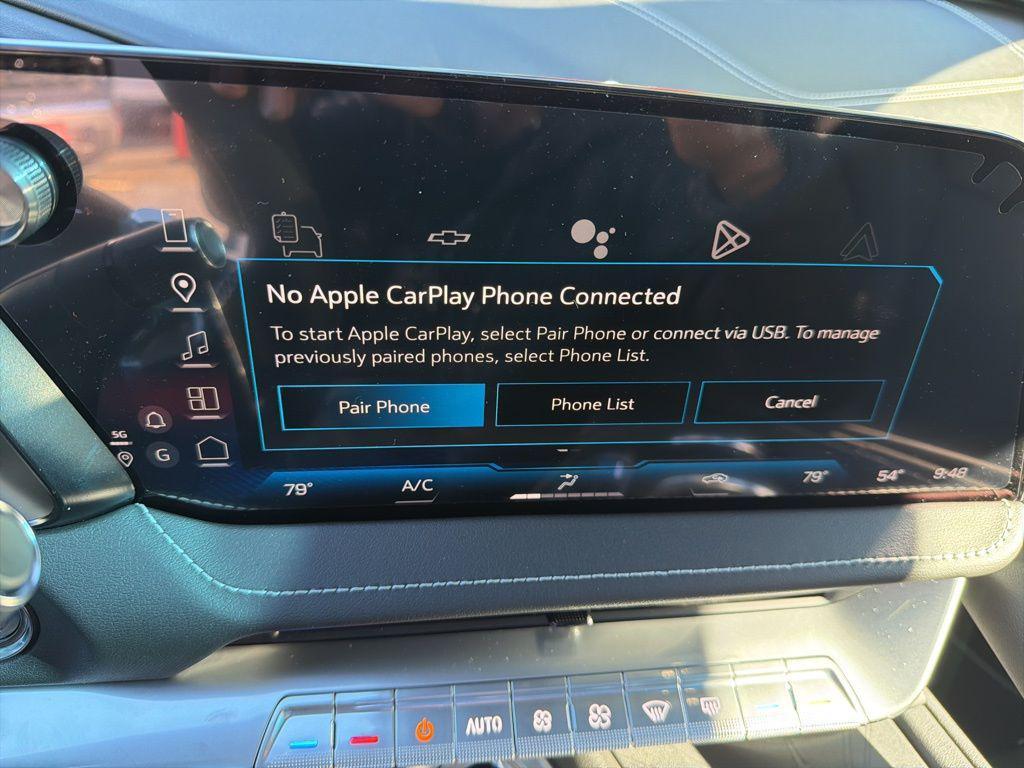 No Apple CarPlay Phone Connected
To start Apple CarPlay, select Pair Phone or connect via USB. To manage
previously paired phones, select Phone List.
Pair Phone
Phone List
Cancel
5G
G
79°
A/C
79°
54°
9:48
AUTO